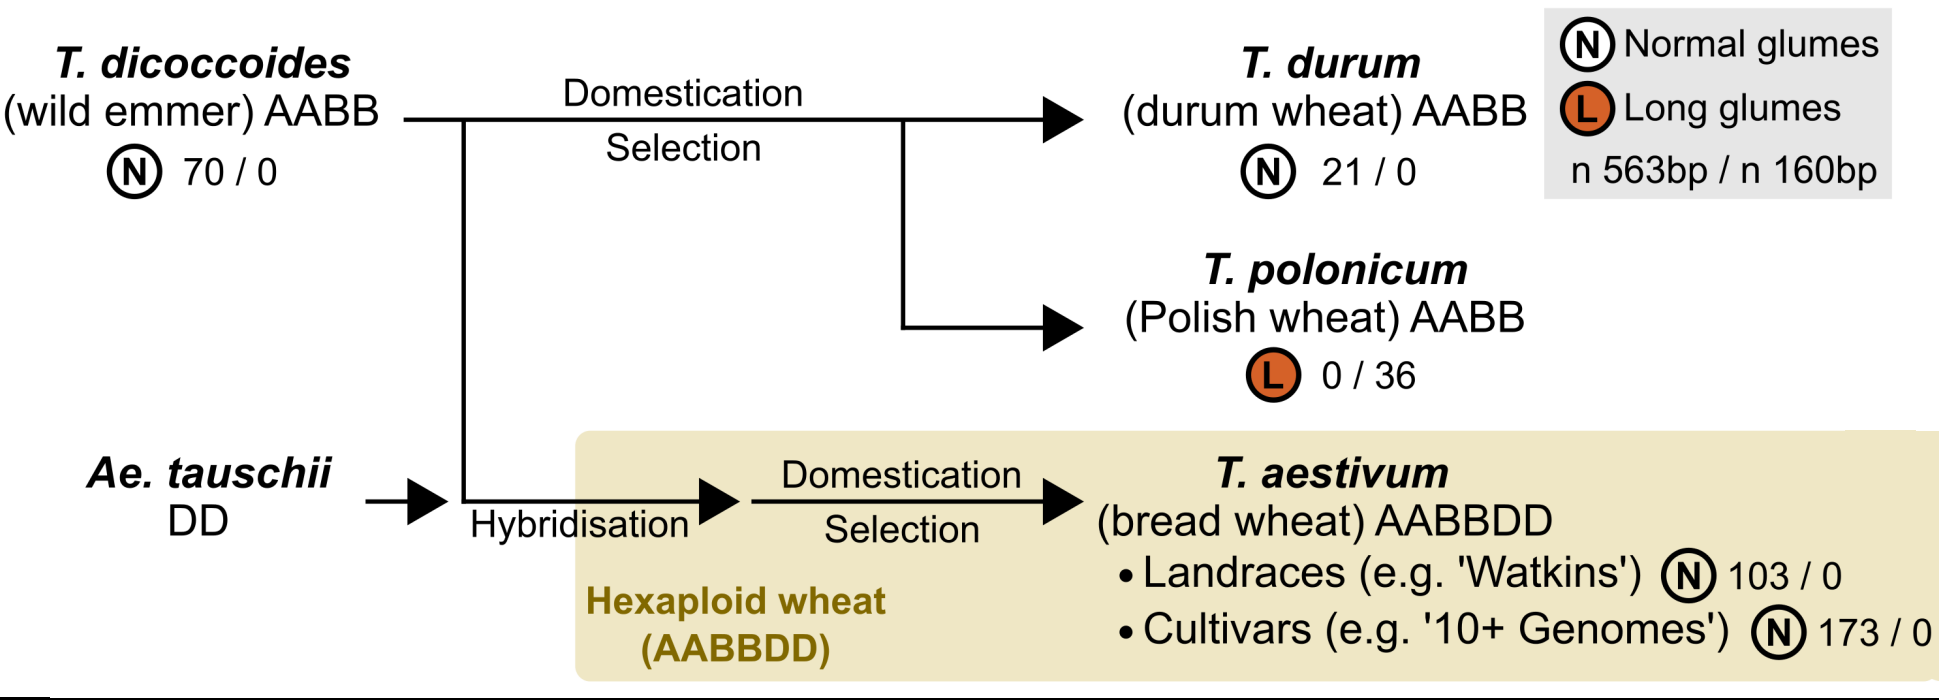 T. dicoccoides
(wild emmer) AABB
N 70 / 0
Domestication
Selection
T. durum
(durum wheat) AABB
N 21 / 0
N Normal glumes
L Long glumes
n 563bp / n 160bp
T. polonicum
(Polish wheat) AABB
L 0 / 36
Ae. tauschii
DD
Hybridisation
Domestication
Selection
Hexaploid wheat
(AABBDD)
T. aestivum
(bread wheat) AABBDD
• Landraces (e.g. 'Watkins') N 103 / 0
• Cultivars (e.g. '10+ Genomes') N 173 / 0